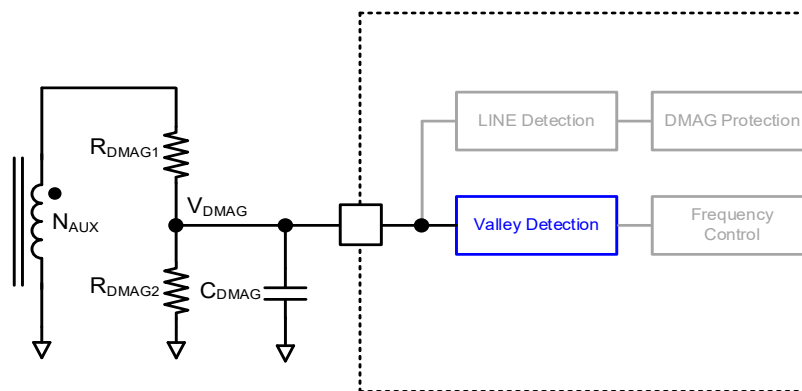 LINE Detection
DMAG Protection
RDMAG1
VDMAG
NAUX
Valley Detection
Frequency
Control
RDMAG2
CDMAG